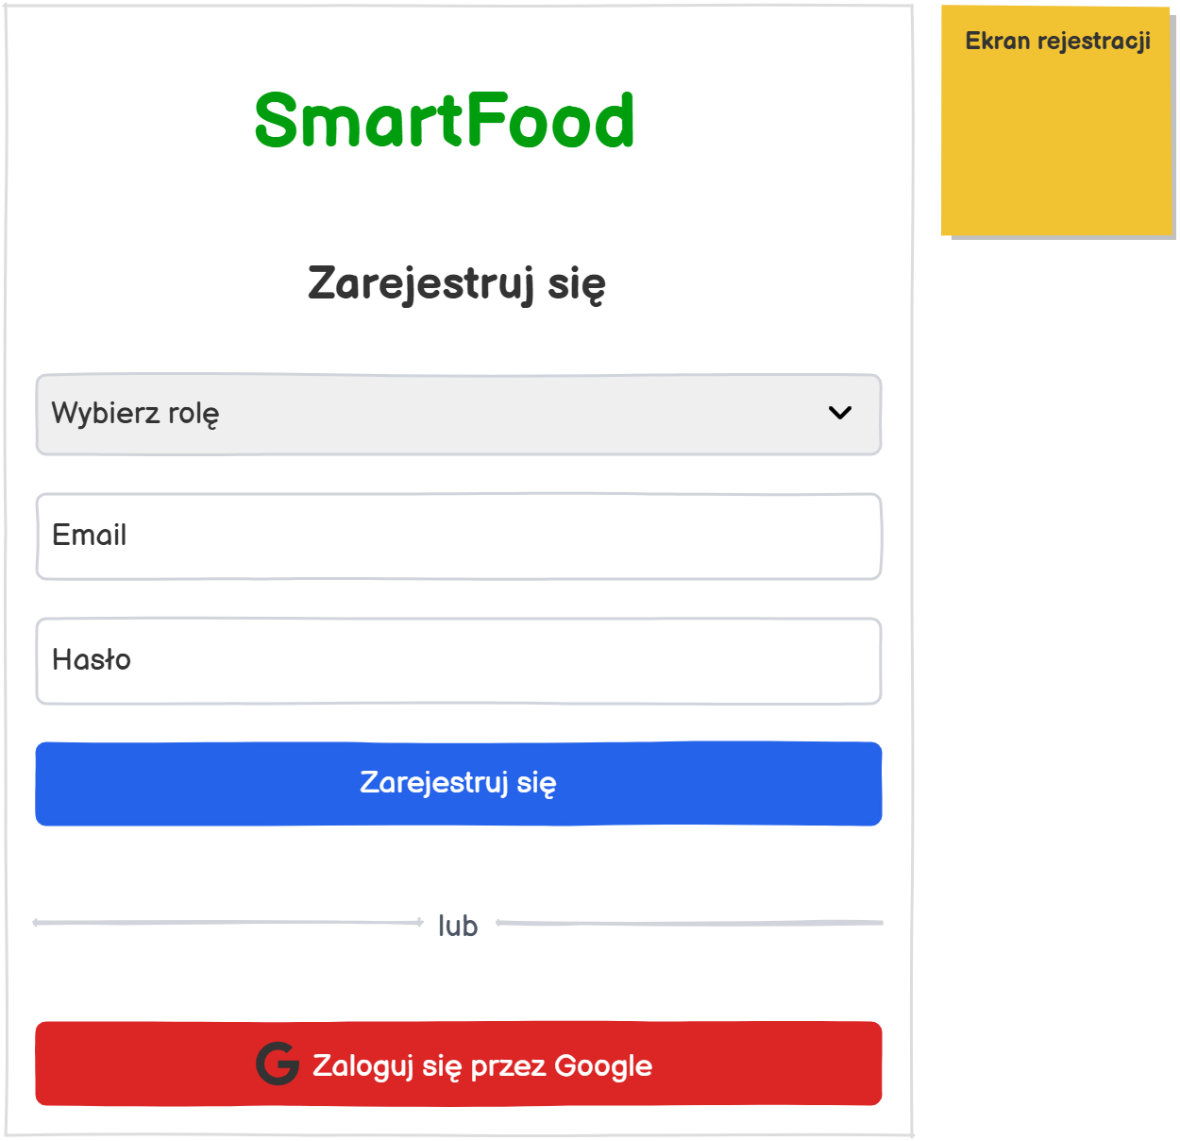 SmartFood
Zarejestruj się
Wybierz rolę
Email
Hasło
Zarejestruj się
lub
Zaloguj się przez Google
Ekran rejestracji